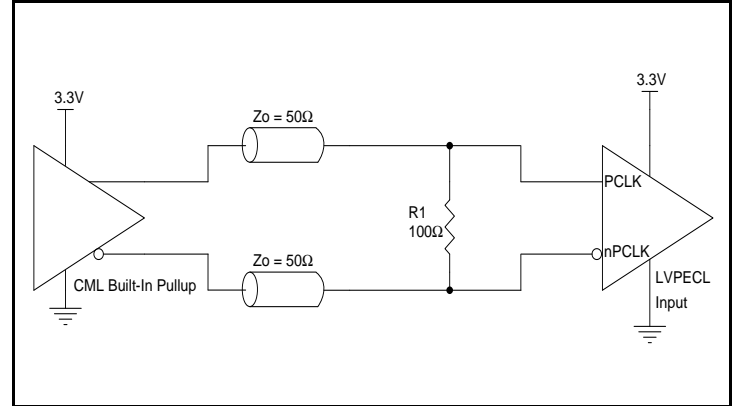 3.3V
3.3V
Zo = 50Ω
PCLK
R1
100Ω
nPCLK
Zo = 50Ω
CML Built-In Pullup
LVPECL
Input